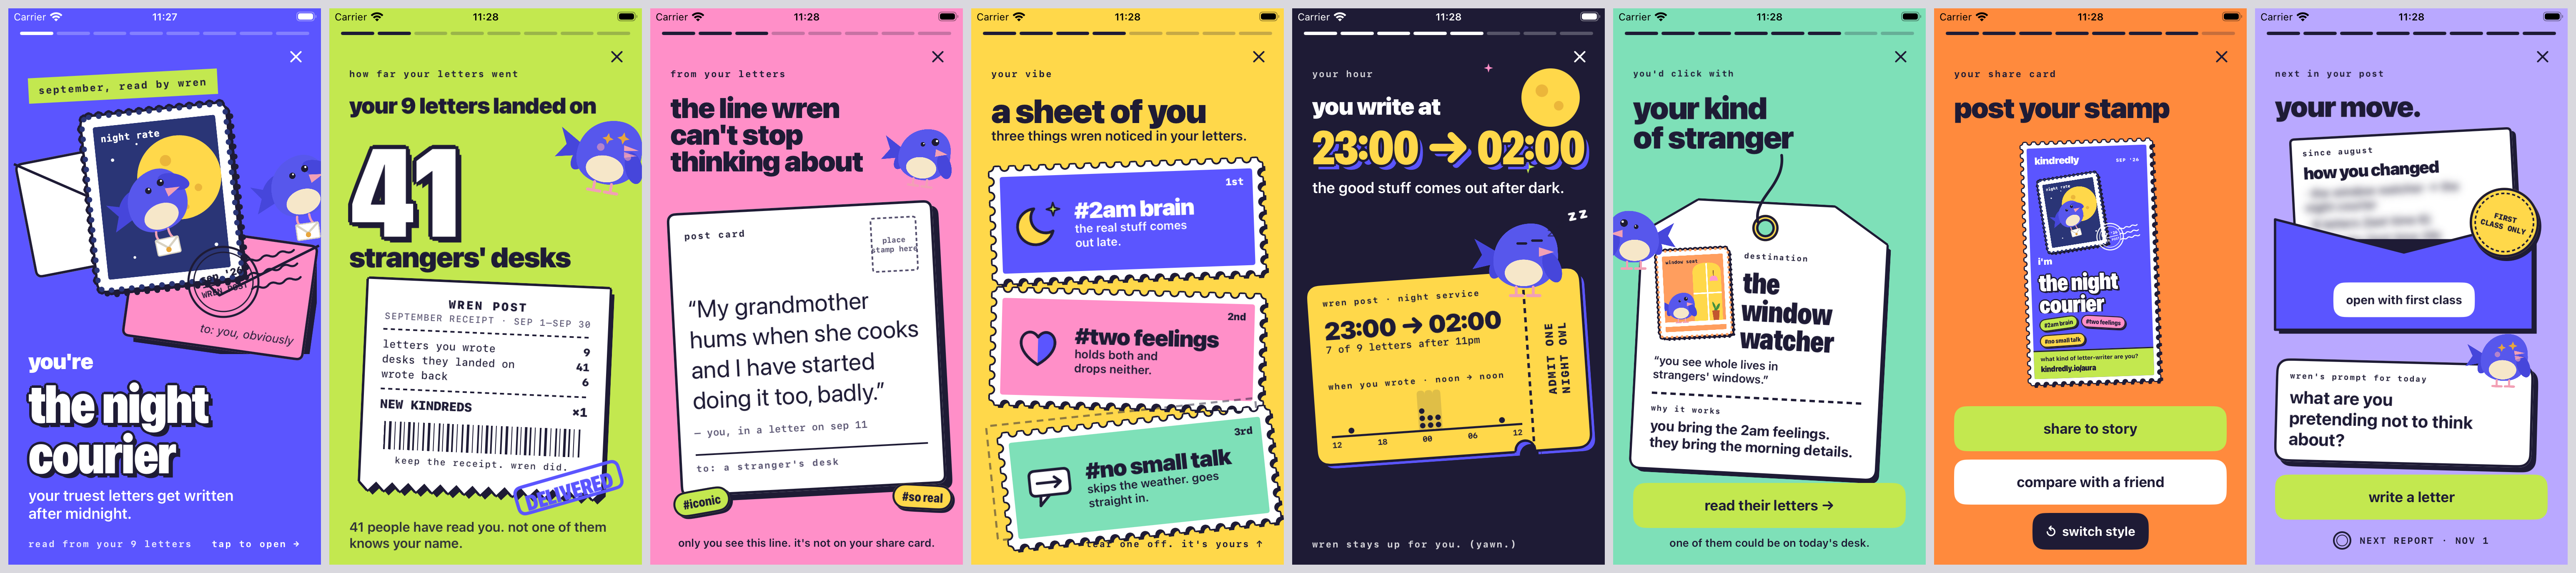 Carrier
11:27
september, read by wren
night rate
sep '26
WREN POST
to: you, obviously
you're
the night
courier
your truest letters get written
after midnight.
read from your 9 letters
tap to open →
Carrier
11:28
how far your letters went
your 9 letters landed on
41
strangers' desks
WREN POST
SEPTEMBER RECEIPT · SEP 1–SEP 30
letters you wrote 9
desks they landed on 41
wrote back 6
NEW KINDREDS ×1
keep the receipt. wren did.
DELIVERED
41 people have read you. not one of them
knows your name.
Carrier
11:28
from your letters
the line wren
can't stop
thinking about
post card
place
stamp here
“My grandmother
hums when she cooks
and I have started
doing it too, badly.”
— you, in a letter on sep 11
to: a stranger's desk
#iconic
#so real
only you see this line. it's not on your share card.
Carrier
11:28
your vibe
a sheet of you
three things wren noticed in your letters.
1st
#2am brain
the real stuff comes
out late.
2nd
#two feelings
holds both and
drops neither.
3rd
#no small talk
skips the weather. goes
straight in.
tear one off. it's yours ↑
Carrier
11:28
your hour
you write at
23:00 → 02:00
the good stuff comes out after dark.
z z
wren post · night service
23:00 → 02:00
7 of 9 letters after 11pm
when you wrote · noon → noon
12 18 00 06 12
ADMIT ONE
NIGHT OWL
wren stays up for you. (yawn.)
Carrier
11:28
you'd click with
your kind
of stranger
window seat
destination
the
window
watcher
“you see whole lives in
strangers' windows.”
why it works
you bring the 2am feelings.
they bring the morning details.
read their letters →
one of them could be on today's desk.
Carrier
11:28
your share card
post your stamp
kindredly
SEP '26
night rate
i'm
the night
courier
#2am brain
#two feelings
#no small talk
what kind of letter-writer are you?
kindredly.io/aura
share to story
compare with a friend
switch style
Carrier
11:28
next in your post
your move.
since august
how you changed
FIRST
CLASS ONLY
open with first class
wren's prompt for today
what are you
pretending not to think
about?
write a letter
NEXT REPORT · NOV 1